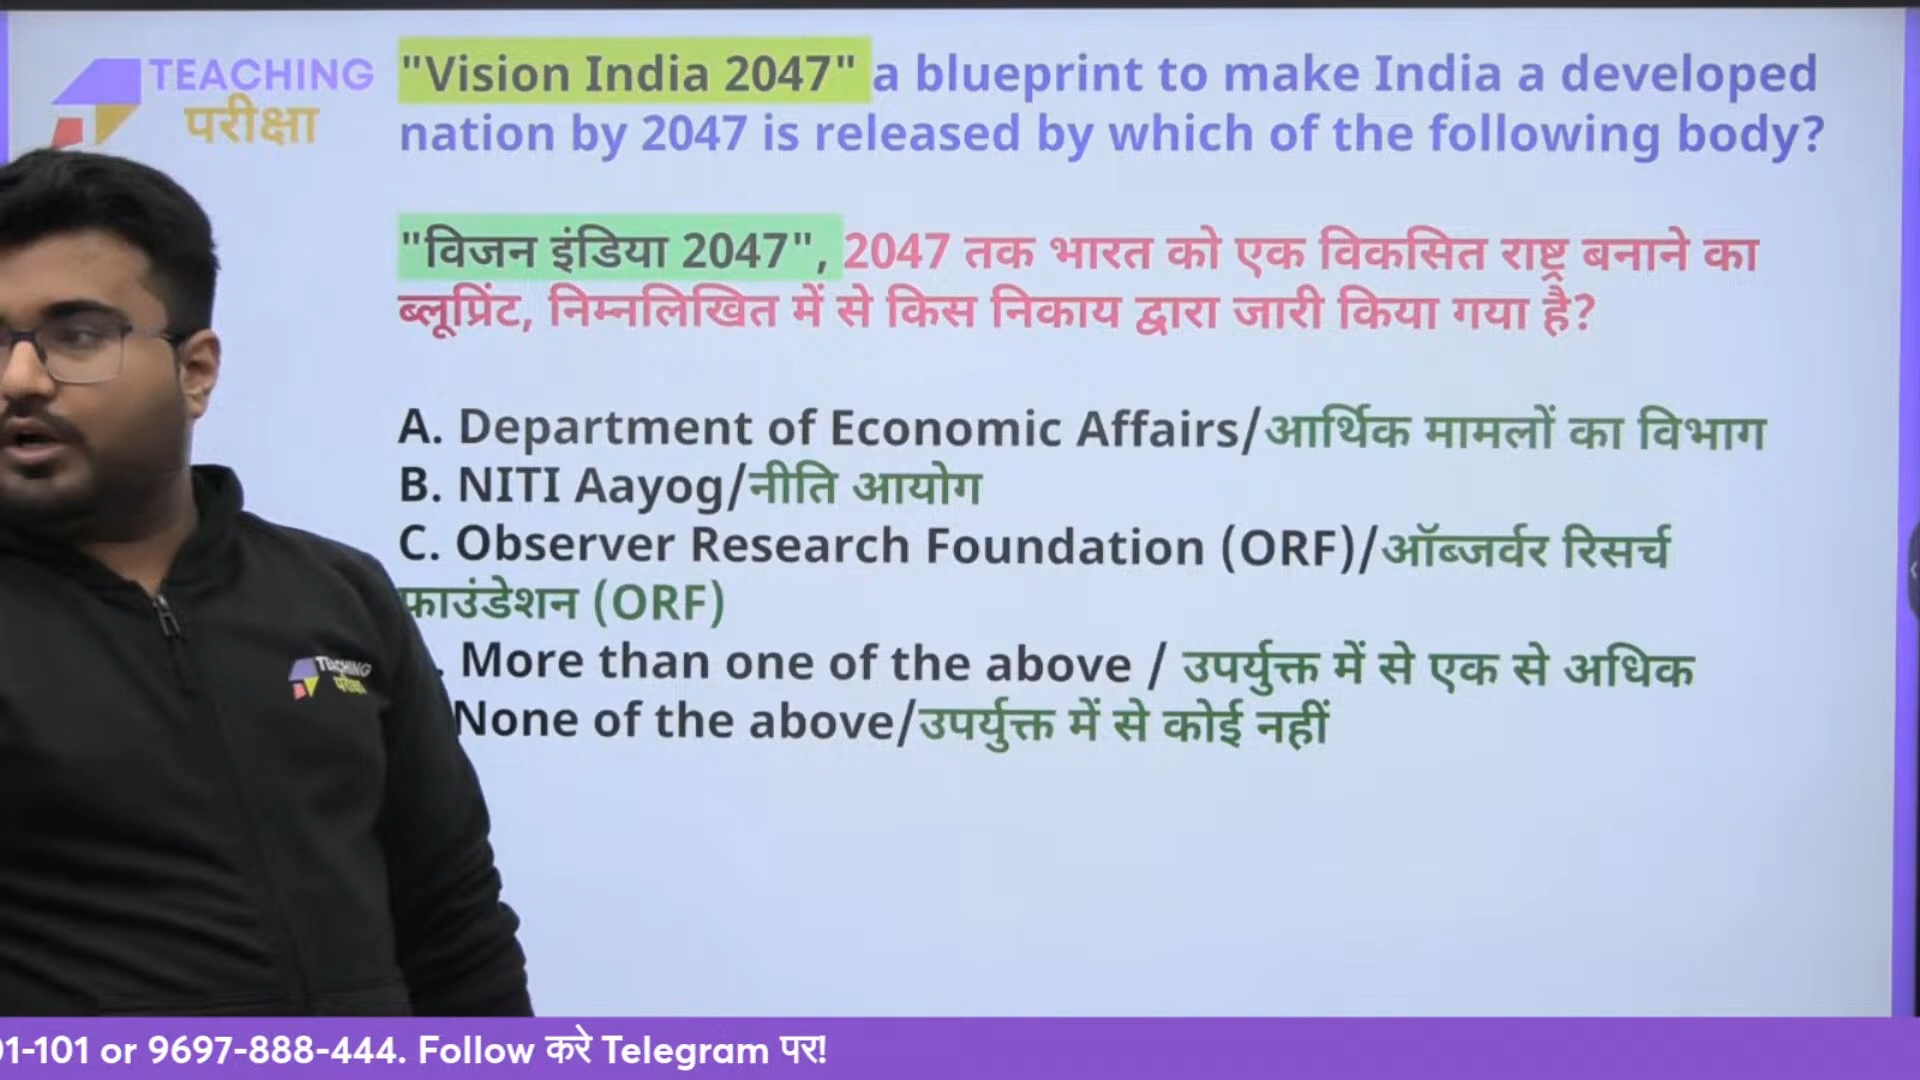 TEACHING
परीक्षा
"Vision India 2047" a blueprint to make India a developed
nation by 2047 is released by which of the following body?
"विजन इंडिया 2047", 2047 तक भारत को एक विकसित राष्ट्र बनाने का
ब्लूप्रिंट, निम्नलिखित में से किस निकाय द्वारा जारी किया गया है?
A. Department of Economic Affairs/आर्थिक मामलों का विभाग
B. NITI Aayog/नीति आयोग
C. Observer Research Foundation (ORF)/ऑब्जर्वर रिसर्च
फाउंडेशन (ORF)
. More than one of the above / उपर्युक्त में से एक से अधिक
None of the above/उपर्युक्त में से कोई नहीं
TEACHING
परीक्षा
01-101 or 9697-888-444. Follow करे Telegram पर!